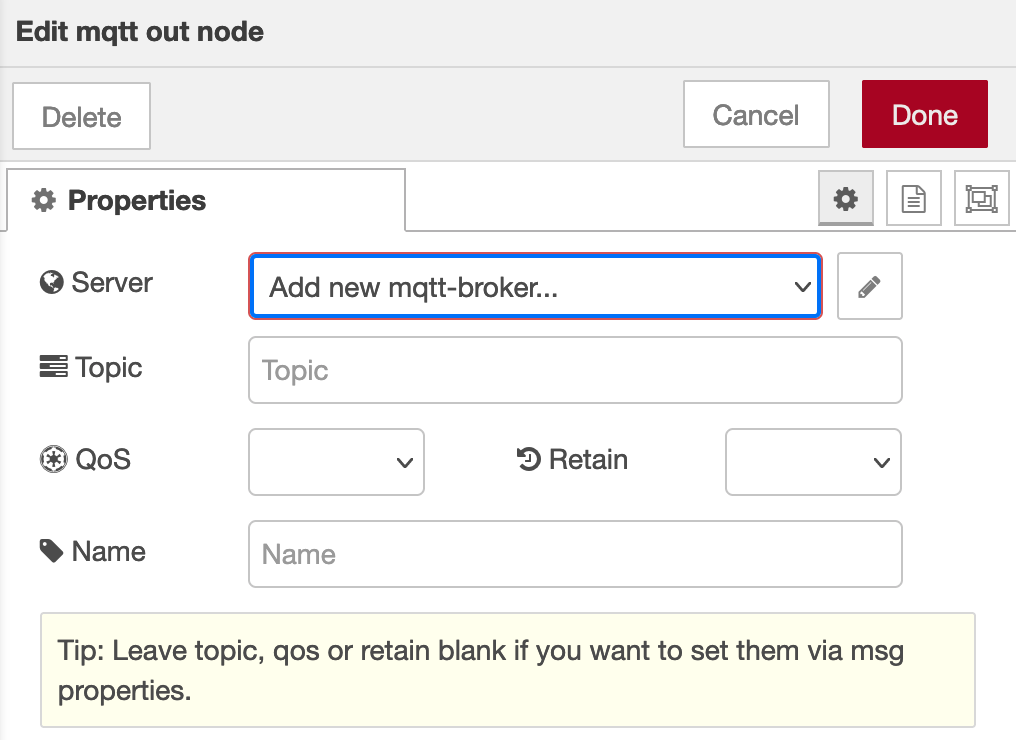 Edit mqtt out node
Delete
Cancel
Done
Properties
Server
Add new mqtt-broker...
Topic
Topic
QoS
Retain
Name
Name
Tip: Leave topic, qos or retain blank if you want to set them via msg
properties.